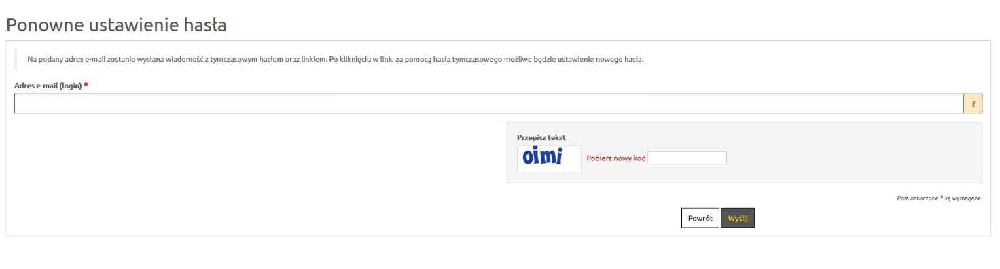 Ponowne ustawienie hasła
Na podany adres e-mail zostanie wysłana wiadomość z tymczasowym hasłem oraz linkiem. Po kliknięciu w link, za pomocą hasła tymczasowego możliwe będzie ustawienie nowego hasła.
Adres e-mail (login) *
?
Przepisz tekst
oimi
Pobierz nowy kod
Pola oznaczone * są wymagane.
Powrót
Wyślij